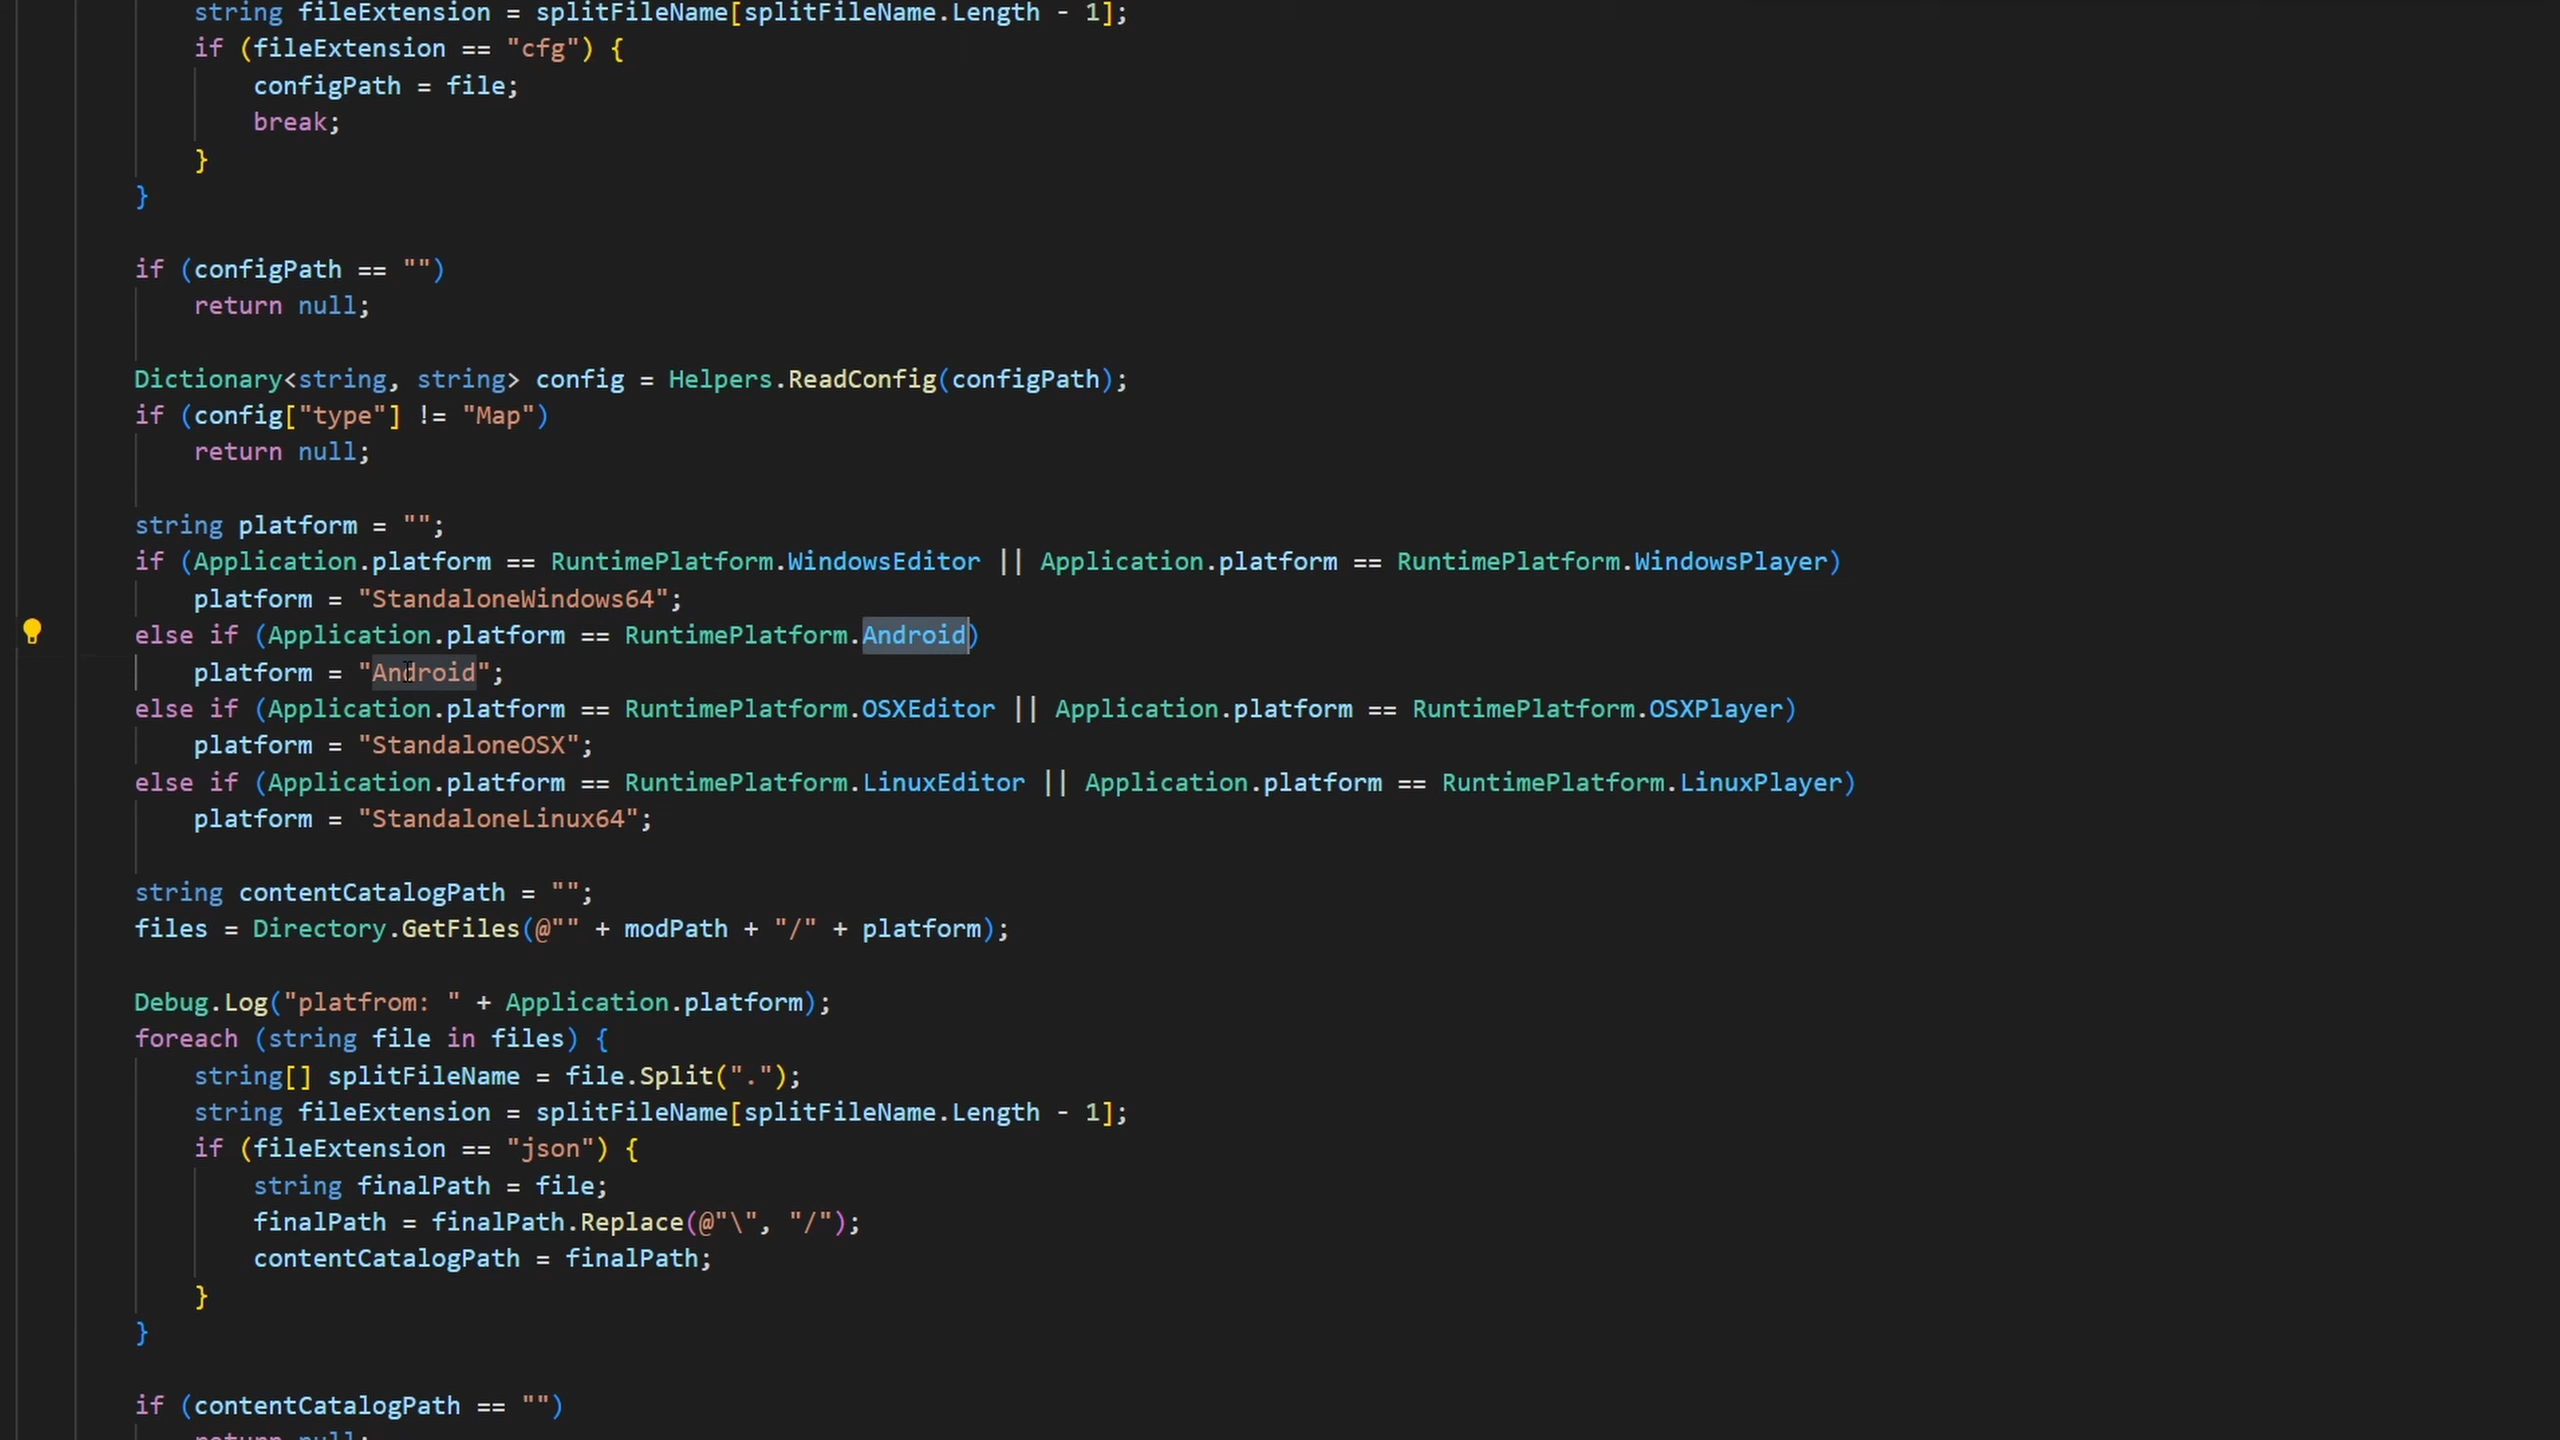 string fileExtension = splitFileName[splitFileName.Length - 1];
if (fileExtension == "cfg") {
configPath = file;
break;
}
}
if (configPath == "")
return null;
Dictionary<string, string> config = Helpers.ReadConfig(configPath);
if (config["type"] != "Map")
return null;
string platform = "";
if (Application.platform == RuntimePlatform.WindowsEditor || Application.platform == RuntimePlatform.WindowsPlayer)
platform = "StandaloneWindows64";
else if (Application.platform == RuntimePlatform.Android)
platform = "Android";
else if (Application.platform == RuntimePlatform.OSXEditor || Application.platform == RuntimePlatform.OSXPlayer)
platform = "StandaloneOSX";
else if (Application.platform == RuntimePlatform.LinuxEditor || Application.platform == RuntimePlatform.LinuxPlayer)
platform = "StandaloneLinux64";
string contentCatalogPath = "";
files = Directory.GetFiles(@"" + modPath + "/" + platform);
Debug.Log("platfrom: " + Application.platform);
foreach (string file in files) {
string[] splitFileName = file.Split(".");
string fileExtension = splitFileName[splitFileName.Length - 1];
if (fileExtension == "json") {
string finalPath = file;
finalPath = finalPath.Replace(@"\", "/");
contentCatalogPath = finalPath;
}
}
if (contentCatalogPath == "")
return null;